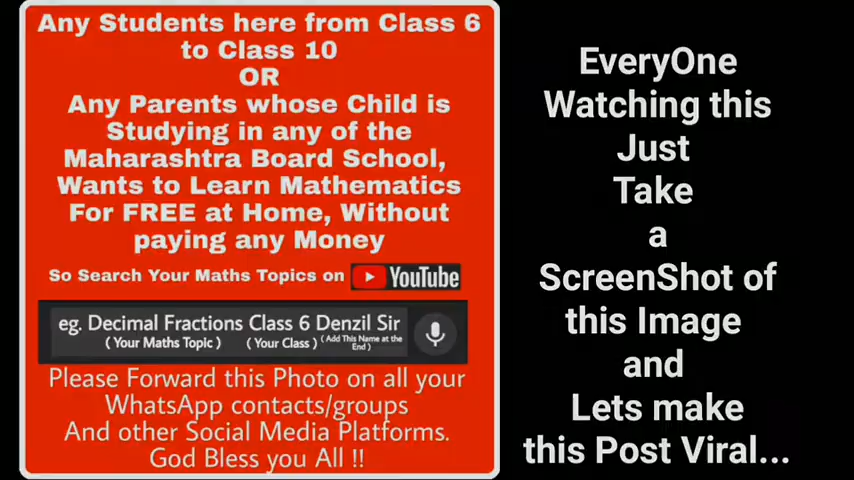 Any Students here from Class 6
to Class 10
OR
Any Parents whose Child is
Studying in any of the
Maharashtra Board School,
Wants to Learn Mathematics
For FREE at Home, Without
paying any Money
So Search Your Maths Topics on YouTube
eg. Decimal Fractions Class 6 Denzil Sir
( Your Maths Topic ) ( Your Class ) ( Add This Name at the
End )
Please Forward this Photo on all your
WhatsApp contacts/groups
And other Social Media Platforms.
God Bless you All !!
EveryOne
Watching this
Just
Take
a
ScreenShot of
this Image
and
Lets make
this Post Viral...